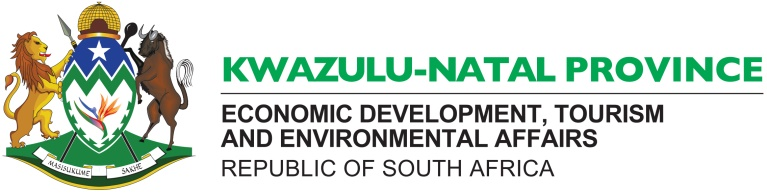 KWAZULU-NATAL PROVINCE
ECONOMIC DEVELOPMENT, TOURISM
AND ENVIRONMENTAL AFFAIRS
REPUBLIC OF SOUTH AFRICA
MASISUKUME SAKHE